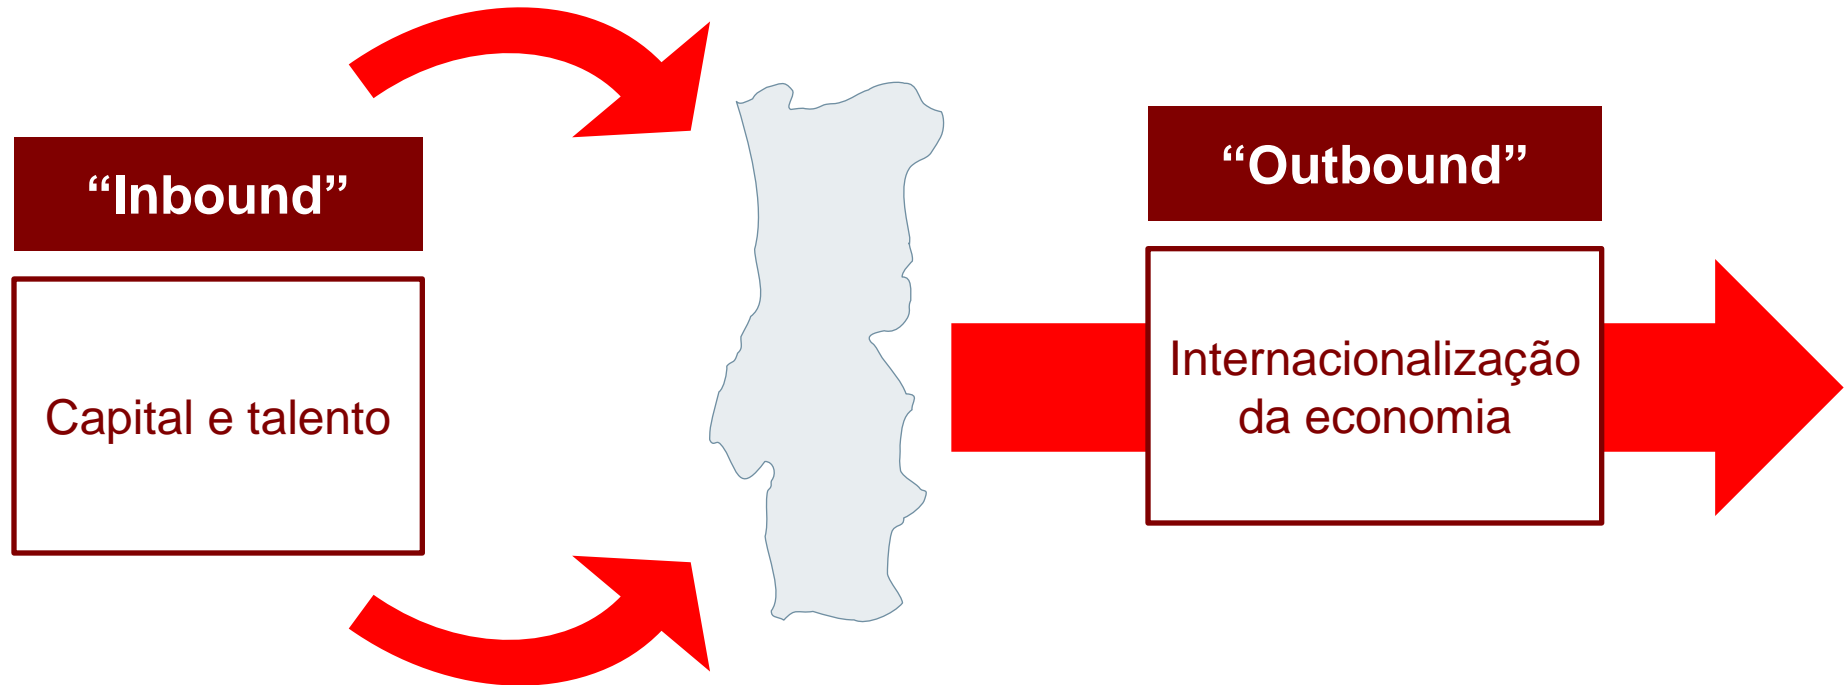 “Inbound”
Capital e talento
“Outbound”
Internacionalização
da economia